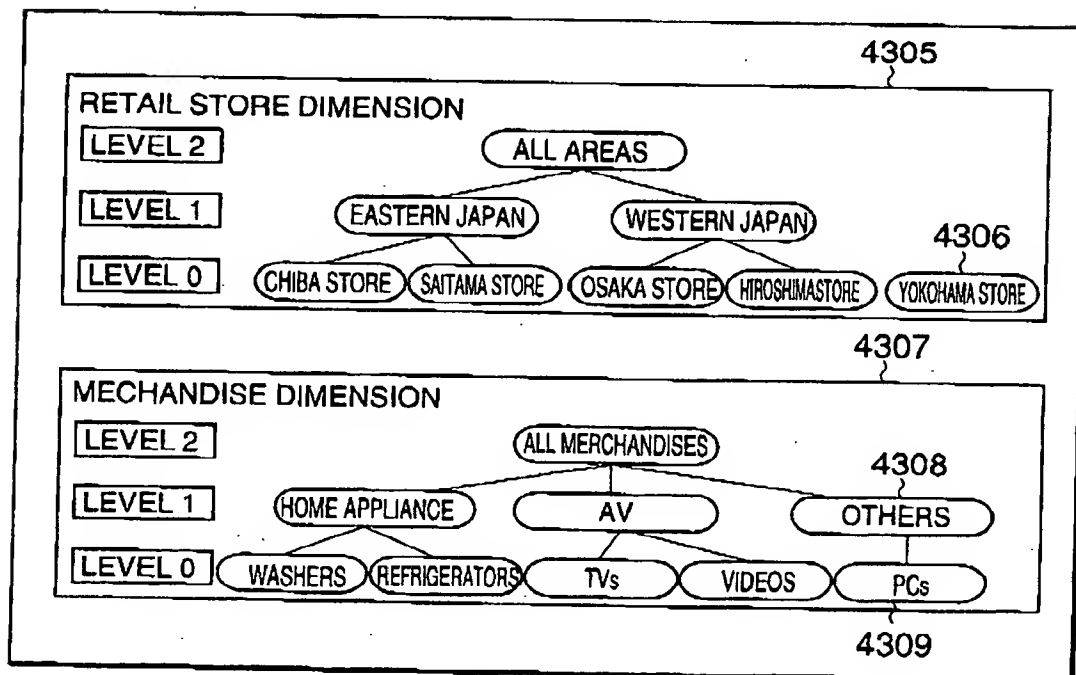 4305
RETAIL STORE DIMENSION
LEVEL 2
ALL AREAS
LEVEL 1
EASTERN JAPAN
WESTERN JAPAN
4306
LEVEL 0
CHIBA STORE
SAITAMA STORE
OSAKA STORE
HIROSHIMASTORE
YOKOHAMA STORE
4307
MECHANDISE DIMENSION
LEVEL 2
ALL MERCHANDISES
4308
LEVEL 1
HOME APPLIANCE
AV
OTHERS
LEVEL 0
WASHERS
REFRIGERATORS
TVs
VIDEOS
PCs
4309